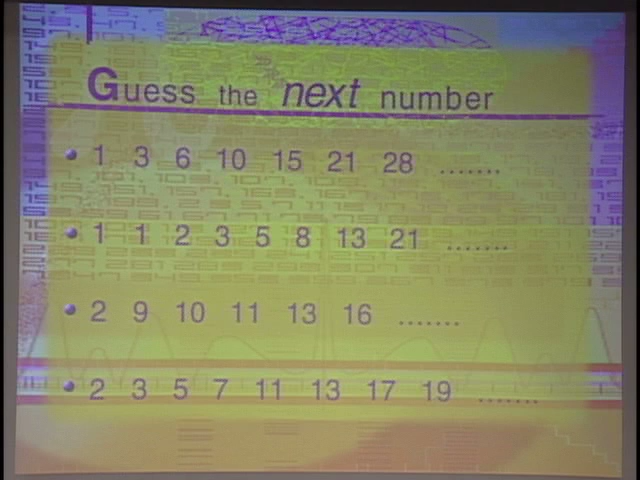 Guess the next number
1 3 6 10 15 21 28 .......
1 1 2 3 5 8 13 21 .......
2 9 10 11 13 16 .......
2 3 5 7 11 13 17 19 .......